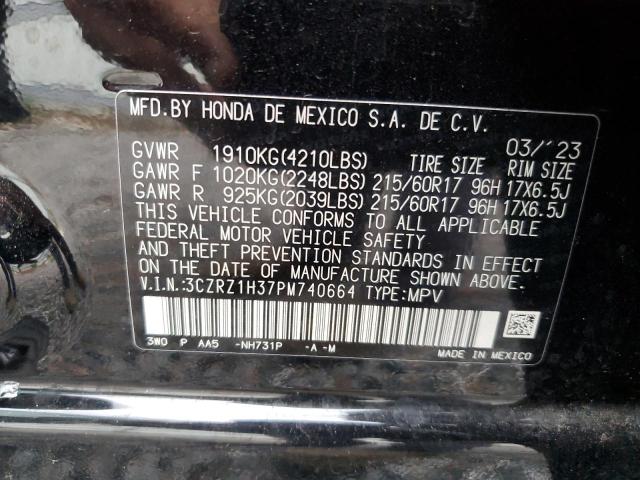 MFD.BY HONDA DE MEXICO S.A. DE C.V.
03/'23
GVWR 1910KG(4210LBS) TIRE SIZE RIM SIZE
GAWR F 1020KG(2248LBS) 215/60R17 96H 17X6.5J
GAWR R 925KG(2039LBS) 215/60R17 96H 17X6.5J
THIS VEHICLE CONFORMS TO ALL APPLICABLE
FEDERAL MOTOR VEHICLE SAFETY
AND THEFT PREVENTION STANDARDS IN EFFECT
ON THE DATE OF MANUFACTURE SHOWN ABOVE.
V.I.N.:3CZRZ1H37PM740664 TYPE:MPV
3W0 P AA5 -NH731P -A -M
MADE IN MEXICO